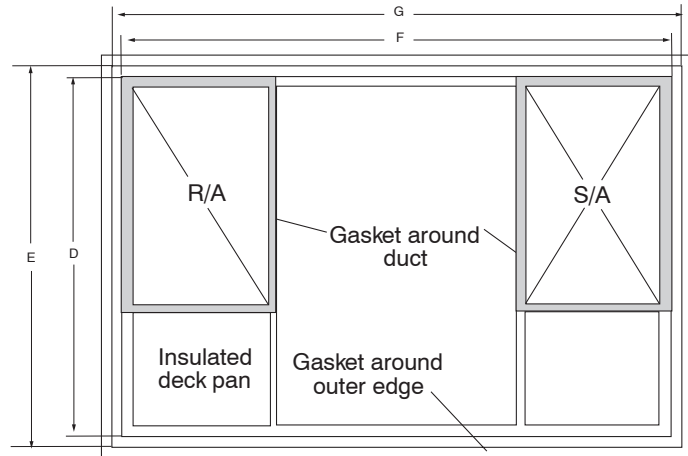 G
F
R/A
S/A
Gasket around
duct
E
D
Insulated
deck pan
Gasket around
outer edge